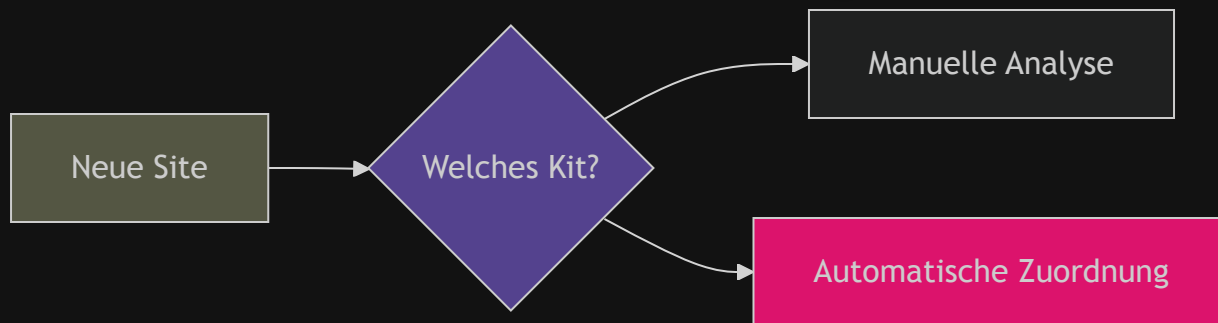 Neue Site
Welches Kit?
Manuelle Analyse
Automatische Zuordnung